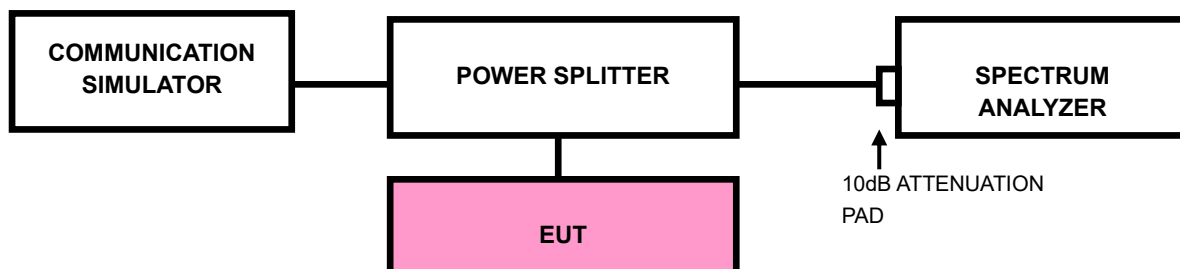 COMMUNICATION
SIMULATOR
POWER SPLITTER
SPECTRUM
ANALYZER
10dB ATTENUATION
PAD
EUT